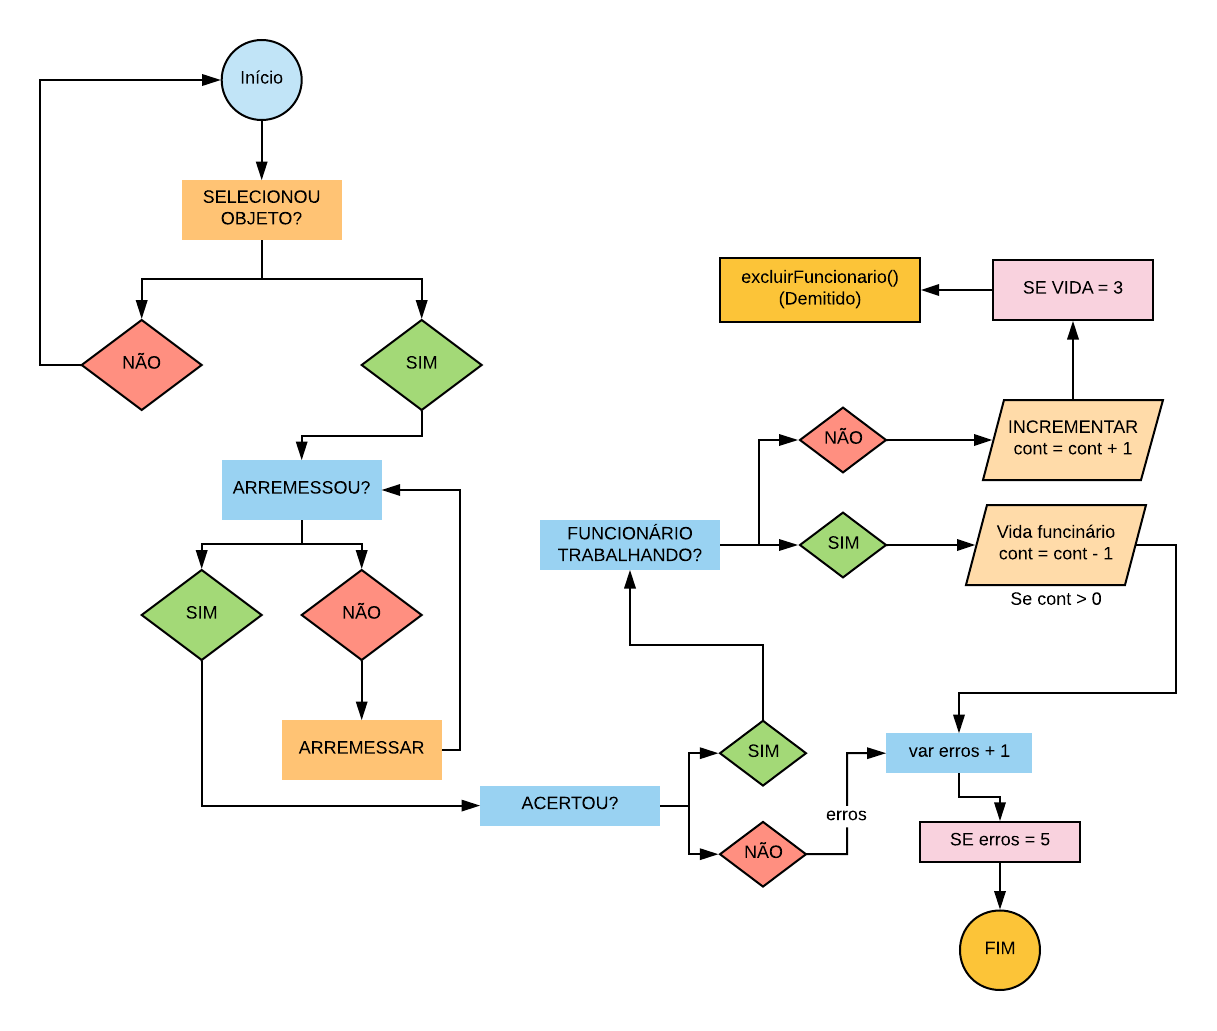 Início
SELECIONOU
OBJETO?
NÃO
SIM
ARREMESSOU?
SIM
NÃO
ARREMESSAR
ACERTOU?
SIM
NÃO
erros
FUNCIONÁRIO
TRABALHANDO?
NÃO
SIM
INCREMENTAR
cont = cont + 1
SE VIDA = 3
excluirFuncionario()
(Demitido)
Vida funcinário
cont = cont - 1
Se cont > 0
var erros + 1
SE erros = 5
FIM